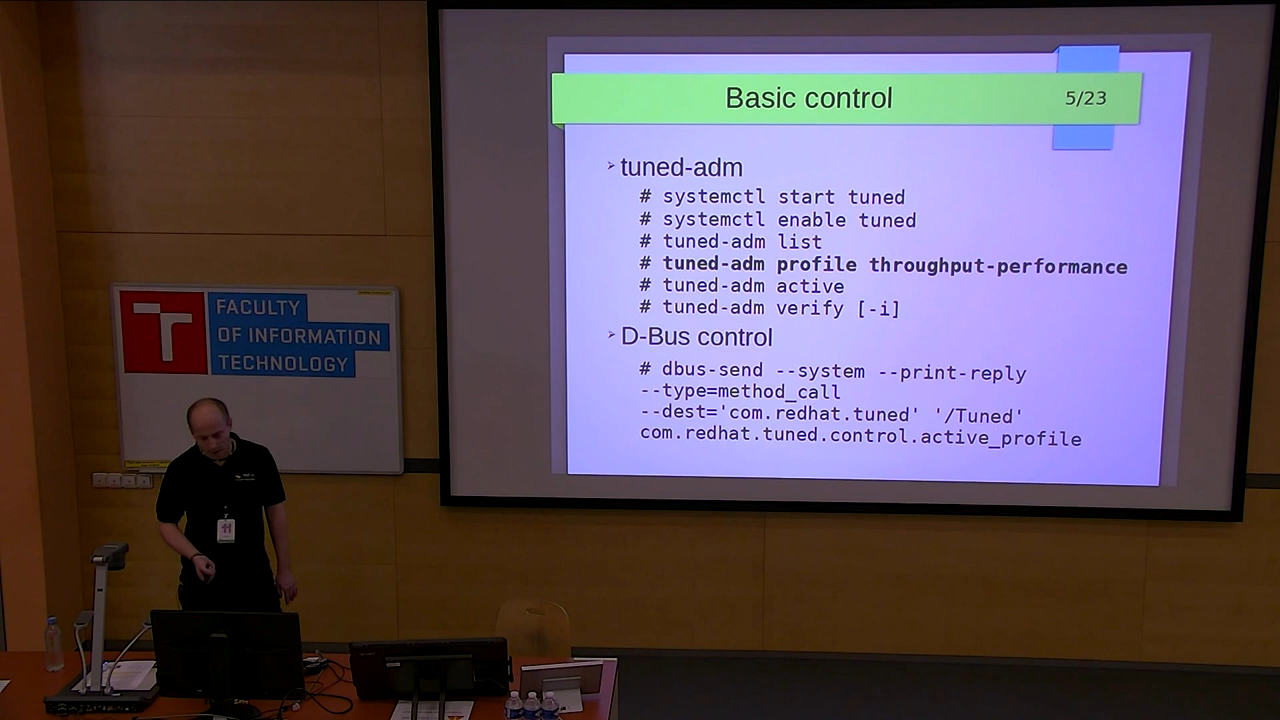 Basic control
5/23
➢ tuned-adm
# systemctl start tuned
# systemctl enable tuned
# tuned-adm list
# tuned-adm profile throughput-performance
# tuned-adm active
# tuned-adm verify [-i]
➢ D-Bus control
# dbus-send --system --print-reply
--type=method_call
--dest='com.redhat.tuned' '/Tuned'
com.redhat.tuned.control.active_profile
FACULTY
OF INFORMATION
TECHNOLOGY